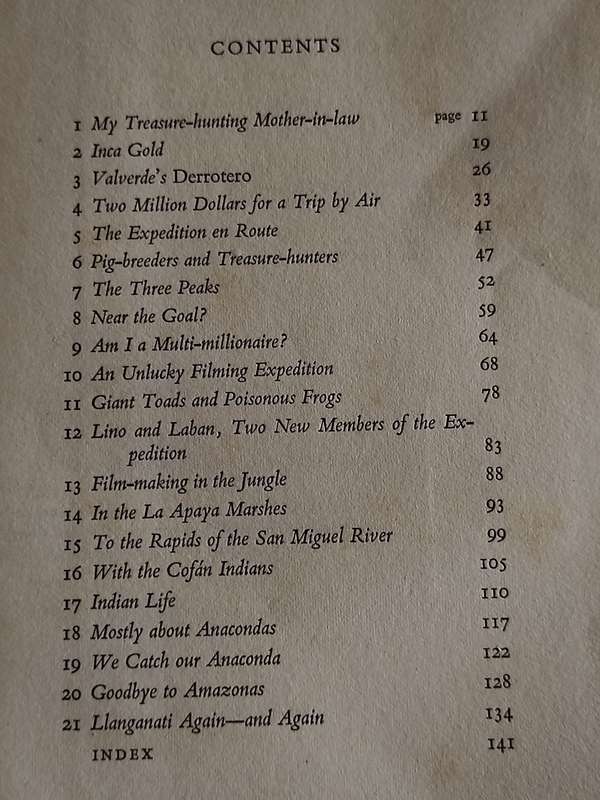 CONTENTS
1 My Treasure-hunting Mother-in-law page 11
2 Inca Gold 19
3 Valverde's Derrotero 26
4 Two Million Dollars for a Trip by Air 33
5 The Expedition en Route 41
6 Pig-breeders and Treasure-hunters 47
7 The Three Peaks 52
8 Near the Goal? 59
9 Am I a Multi-millionaire? 64
10 An Unlucky Filming Expedition 68
11 Giant Toads and Poisonous Frogs 78
12 Lino and Laban, Two New Members of the Ex-
pedition 83
13 Film-making in the Jungle 88
14 In the La Apaya Marshes 93
15 To the Rapids of the San Miguel River 99
16 With the Cofán Indians 105
17 Indian Life 110
18 Mostly about Anacondas 117
19 We Catch our Anaconda 122
20 Goodbye to Amazonas 128
21 Llanganati Again—and Again 134
INDEX 141